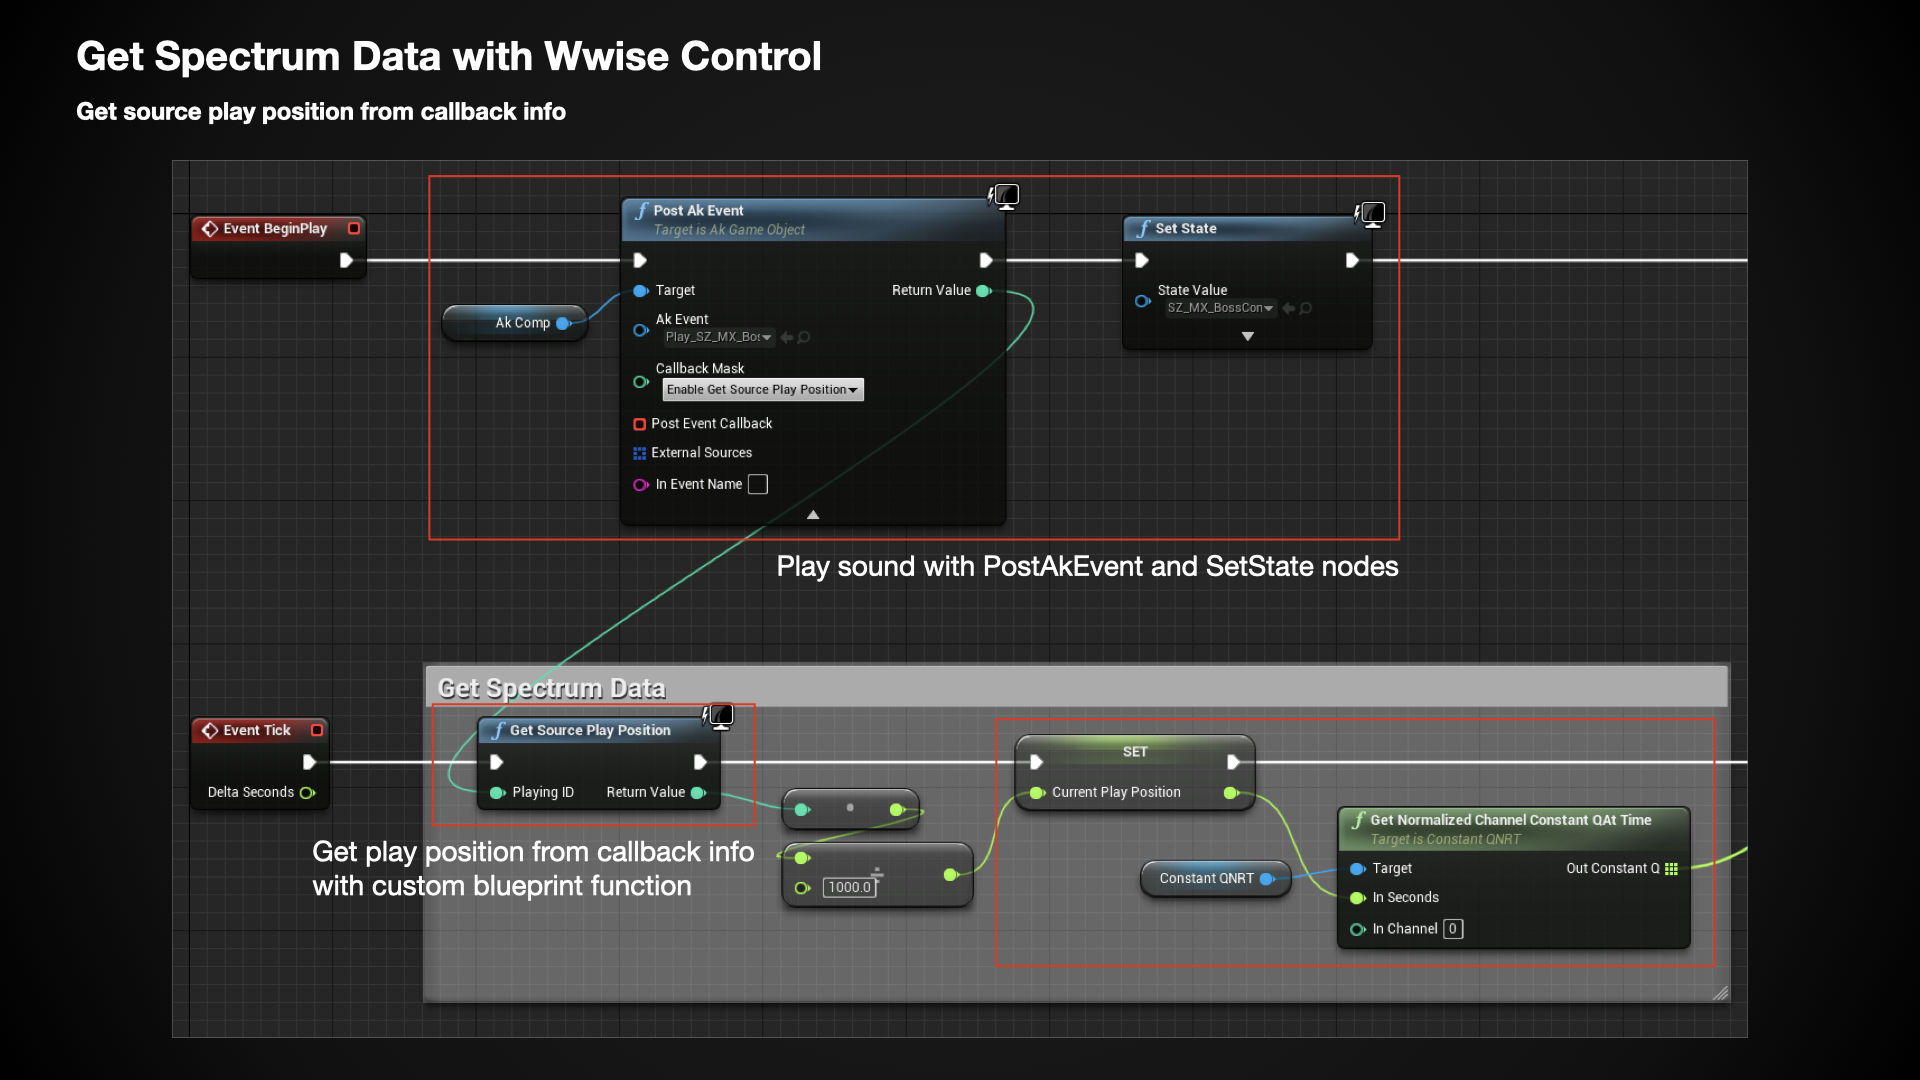 Get Spectrum Data with Wwise Control
Get source play position from callback info
Event BeginPlay
Ak Comp
Post Ak Event
Target is Ak Game Object
Target
Return Value
Ak Event
Play_SZ_MX_Bos
Callback Mask
Enable Get Source Play Position
Post Event Callback
External Sources
In Event Name
Set State
State Value
SZ_MX_BossCon
Play sound with PostAkEvent and SetState nodes
Get Spectrum Data
Event Tick
Delta Seconds
Get Source Play Position
Playing ID
Return Value
Get play position from callback info
with custom blueprint function
÷
1000.0
SET
Current Play Position
Constant QNRT
Get Normalized Channel Constant QAt Time
Target is Constant QNRT
Target
Out Constant Q
In Seconds
In Channel 0